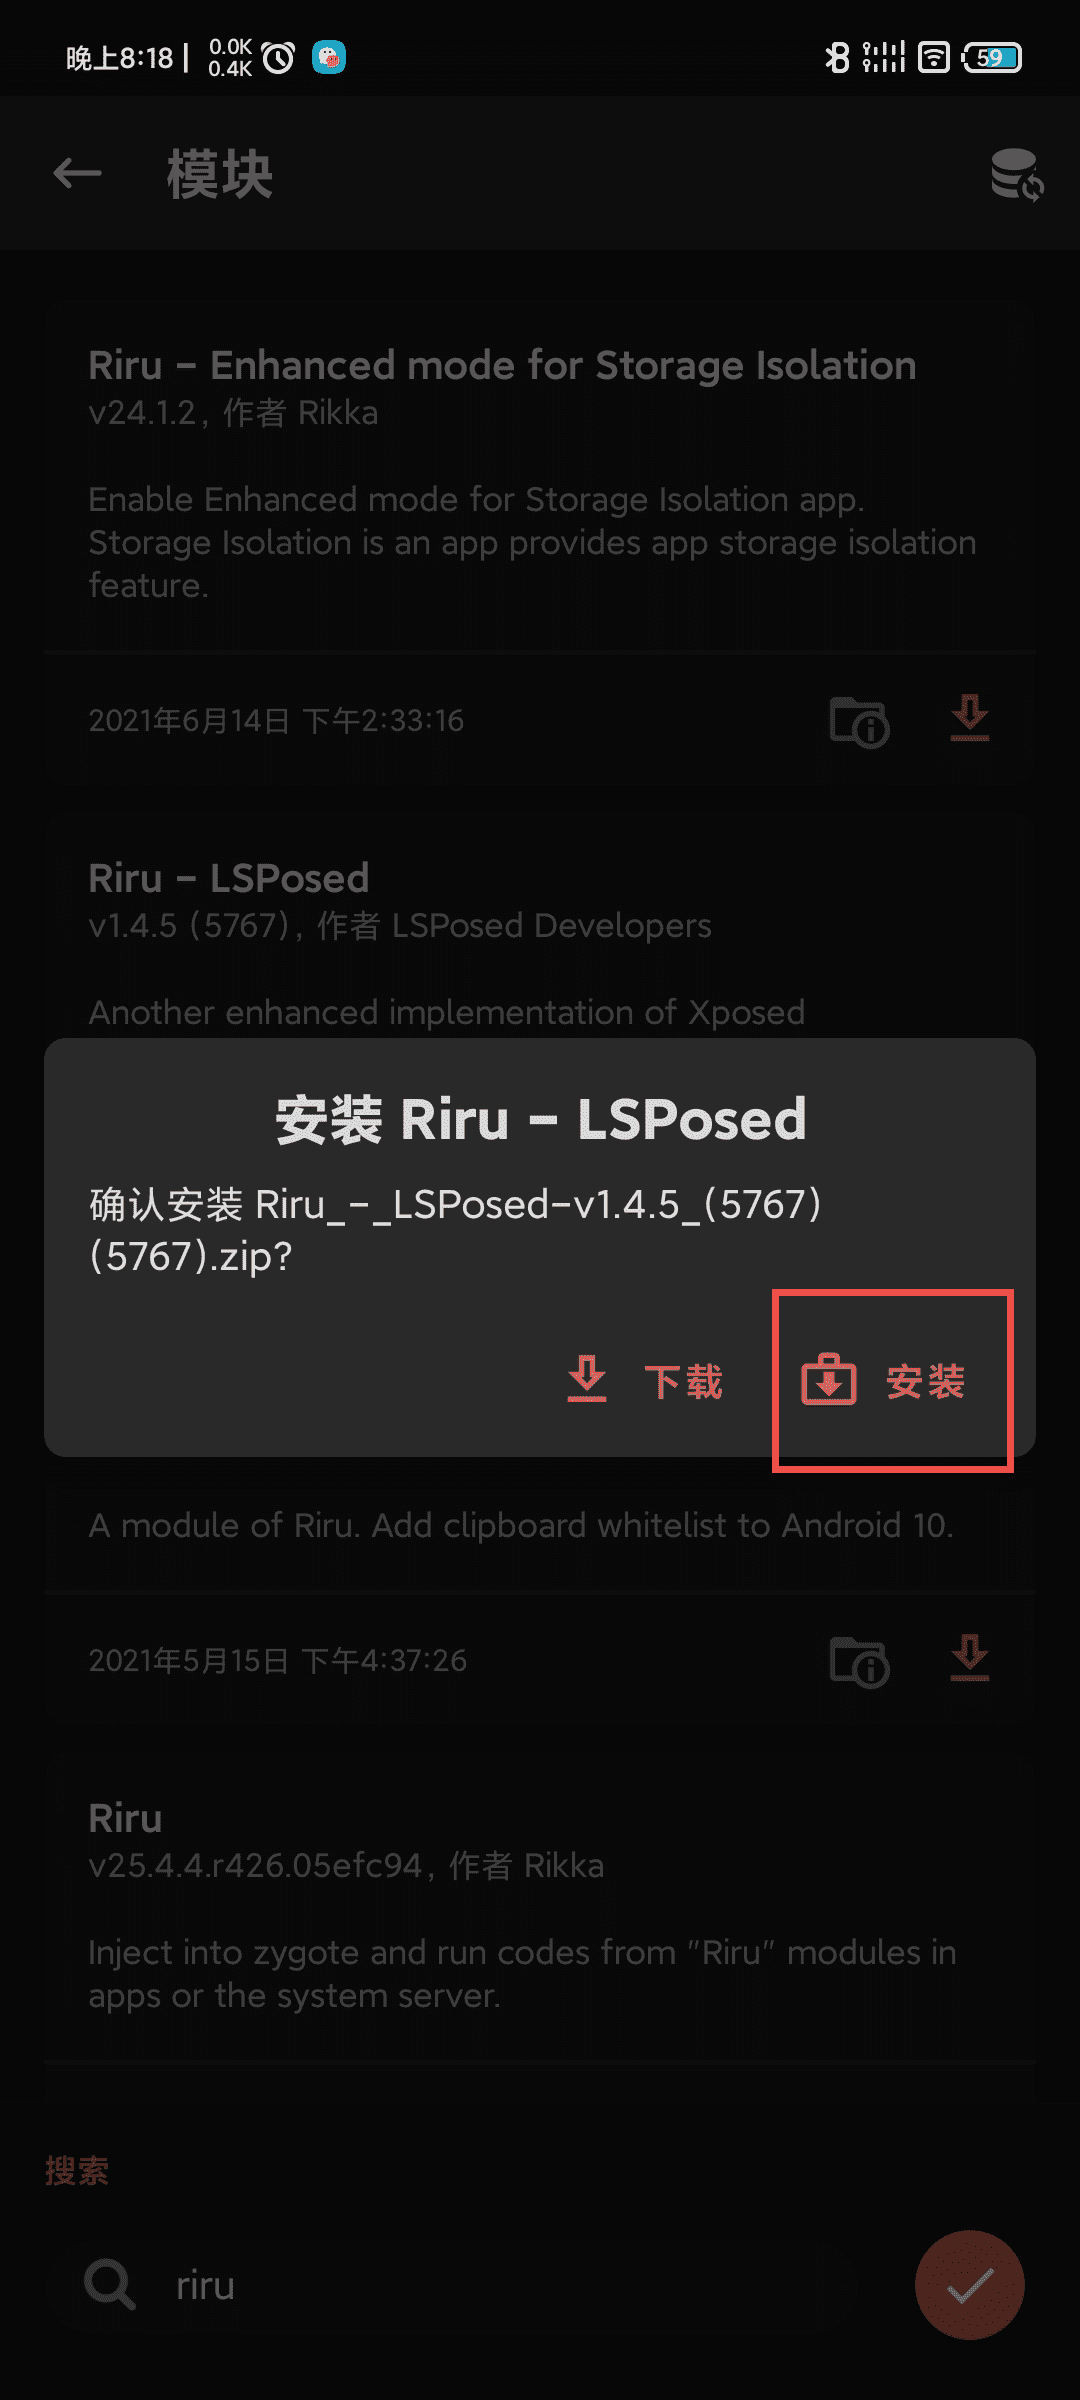 晚上8:18 | 0.0K
0.4K
59
模块
Riru - Enhanced mode for Storage Isolation
v24.1.2, 作者 Rikka
Enable Enhanced mode for Storage Isolation app.
Storage Isolation is an app provides app storage isolation
feature.
2021年6月14日 下午2:33:16
Riru - LSPosed
v1.4.5 (5767), 作者 LSPosed Developers
Another enhanced implementation of Xposed
安装 Riru - LSPosed
确认安装 Riru_-_LSPosed-v1.4.5_(5767)
(5767).zip?
下载 安装
A module of Riru. Add clipboard whitelist to Android 10.
2021年5月15日 下午4:37:26
Riru
v25.4.4.r426.05efc94, 作者 Rikka
Inject into zygote and run codes from "Riru" modules in
apps or the system server.
搜索
riru